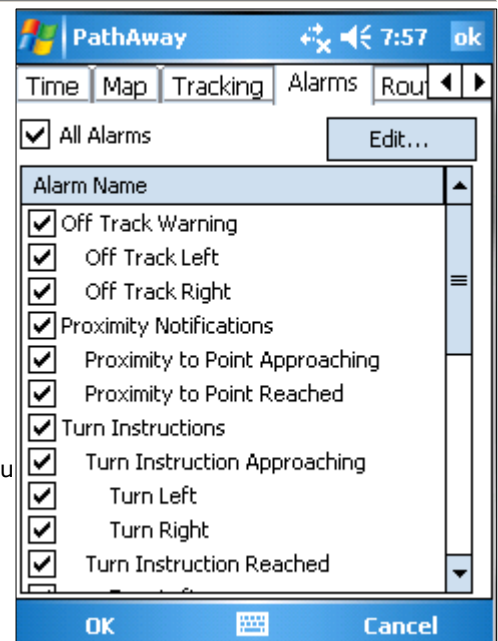 PathAway 7:57 ok
Time Map Tracking Alarms Rou
All Alarms Edit...
Alarm Name
Off Track Warning
Off Track Left
Off Track Right
Proximity Notifications
Proximity to Point Approaching
Proximity to Point Reached
Turn Instructions
u
Turn Instruction Approaching
Turn Left
Turn Right
Turn Instruction Reached
OK Cancel